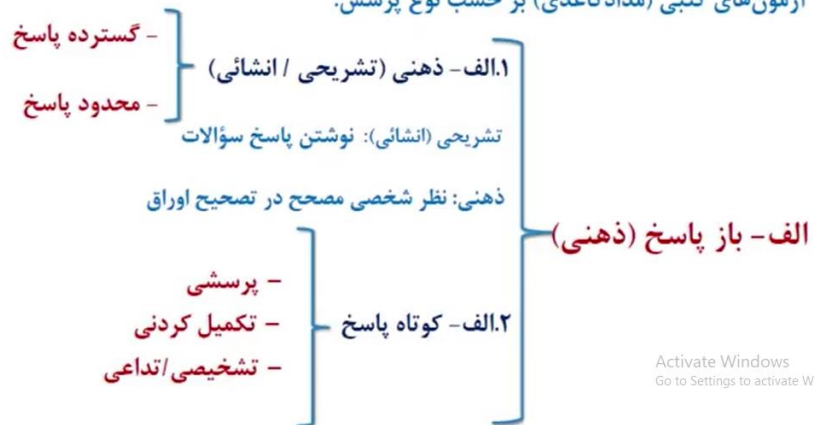 آزمون‌های کتبی (مدادکاغذی) بر حسب نوع پرسش:
الف- باز پاسخ (ذهنی)
۱.الف- ذهنی (تشریحی / انشائی)
- گسترده پاسخ
- محدود پاسخ
تشریحی (انشائی): نوشتن پاسخ سؤالات
ذهنی: نظر شخصی مصحح در تصحیح اوراق
۲.الف- کوتاه پاسخ
- پرسشی
- تکمیل کردنی
- تشخیصی/تداعی
Activate Windows
Go to Settings to activate W